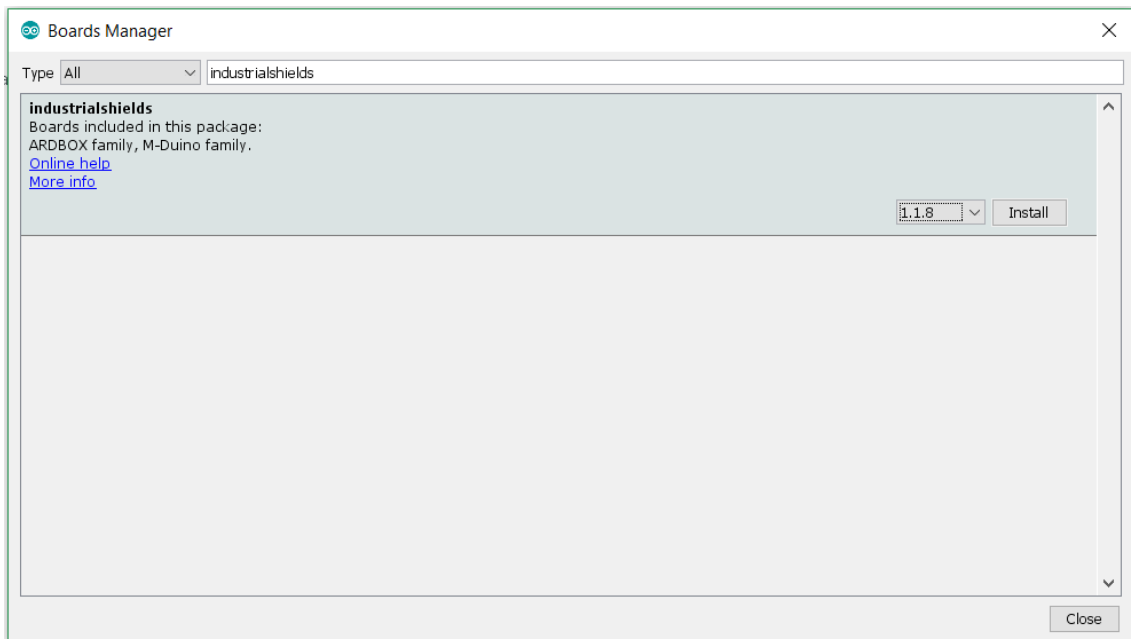 Boards Manager
Type All industrialshields
industrialshields
Boards included in this package:
ARDBOX family, M-Duino family.
Online help
More info
1.1.8 Install
Close